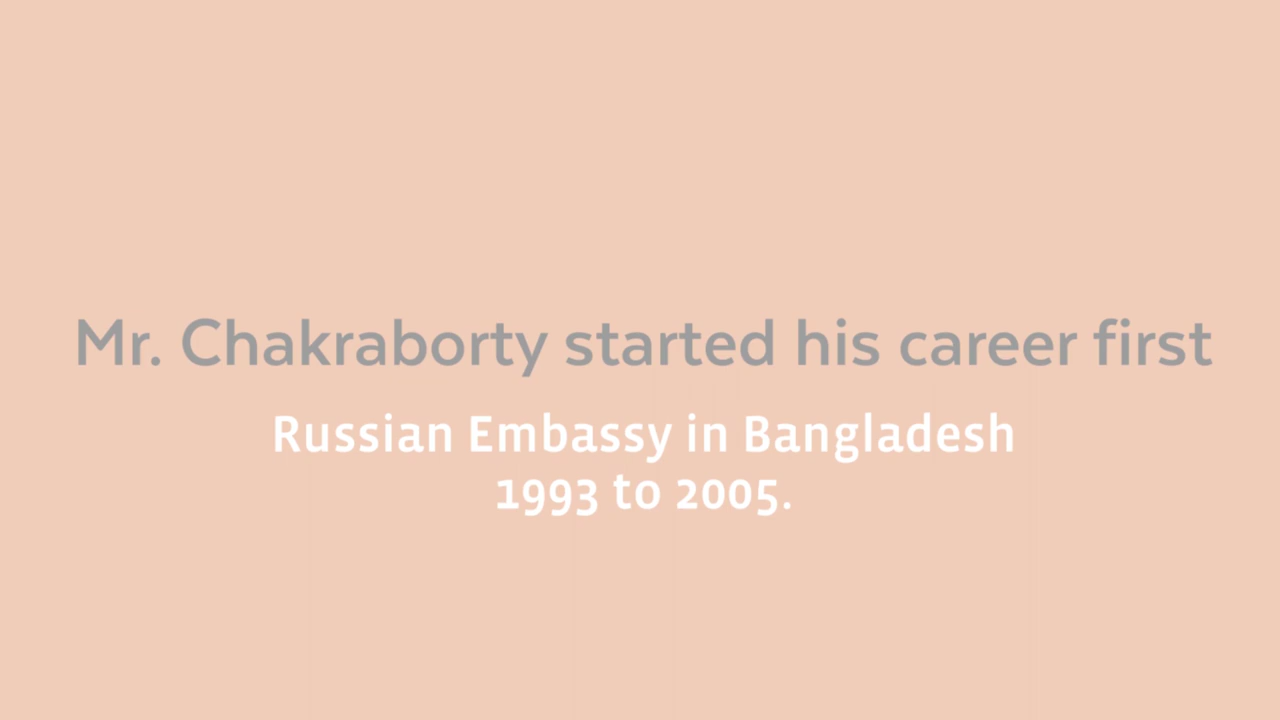 Mr. Chakraborty started his career first
Russian Embassy in Bangladesh
1993 to 2005.